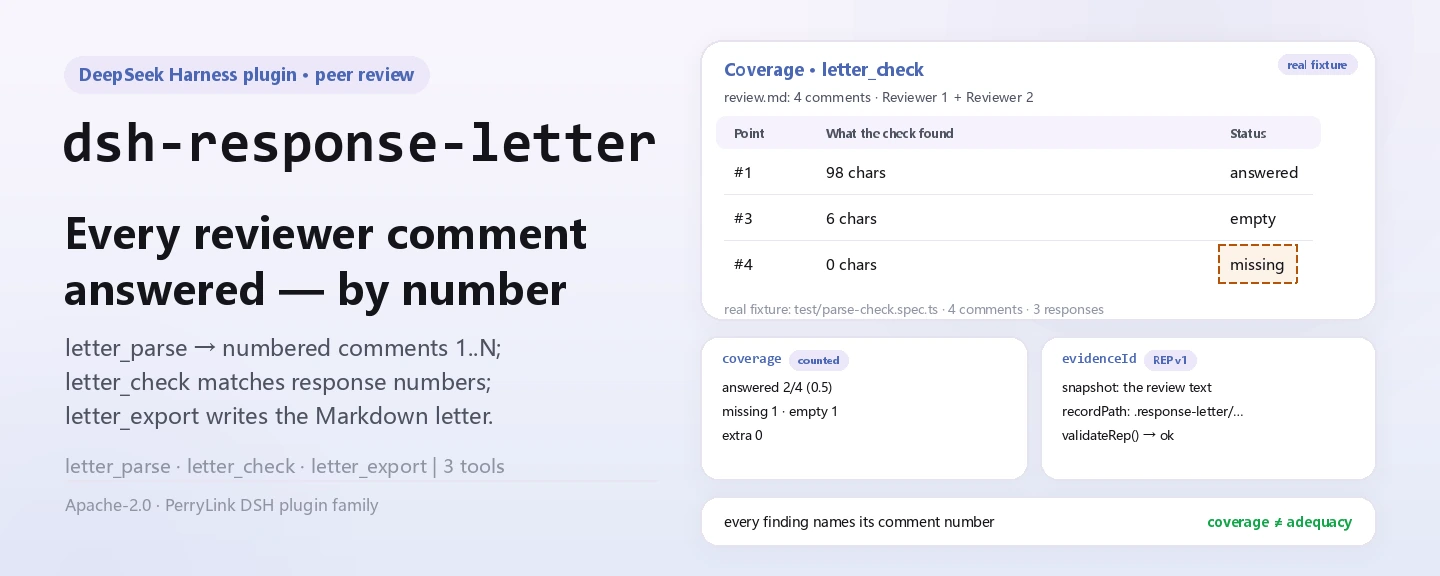 DeepSeek Harness plugin • peer review
dsh-response-letter
Every reviewer comment
answered — by number
letter_parse → numbered comments 1..N;
letter_check matches response numbers;
letter_export writes the Markdown letter.
letter_parse · letter_check · letter_export | 3 tools
Apache-2.0 · PerryLink DSH plugin family
Coverage • letter_check
real fixture
review.md: 4 comments · Reviewer 1 + Reviewer 2
Point What the check found Status
#1 98 chars answered
#3 6 chars empty
#4 0 chars missing
real fixture: test/parse-check.spec.ts · 4 comments · 3 responses
coverage counted
answered 2/4 (0.5)
missing 1 · empty 1
extra 0
evidenceId REP v1
snapshot: the review text
recordPath: .response-letter/...
validateRep() → ok
every finding names its comment number
coverage ≠ adequacy